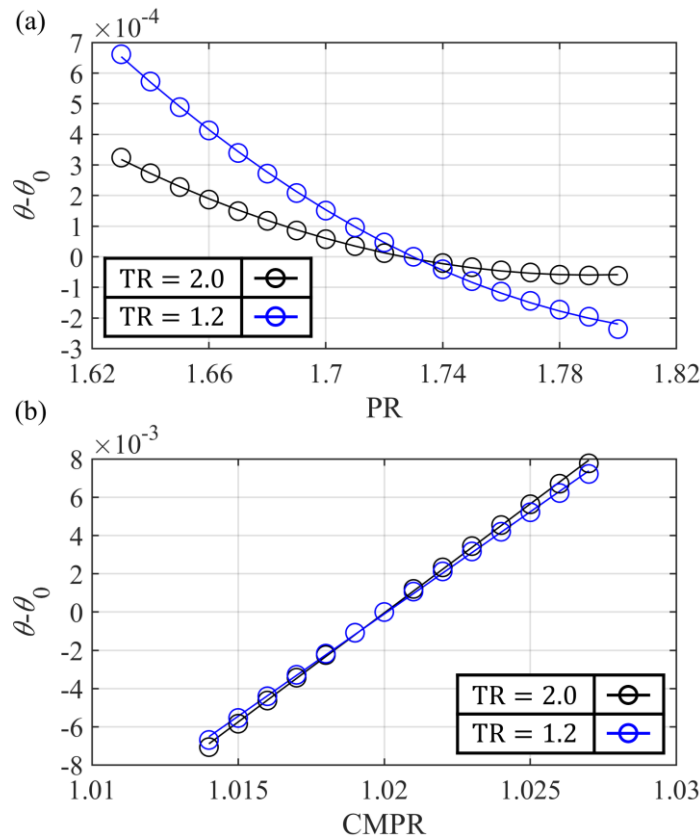 (a)
×10⁻⁴
7
6
5
4
3
2
1
0
-1
-2
-3
θ-θ₀
TR = 2.0
TR = 1.2
1.62 1.66 1.7 1.74 1.78 1.82
PR
(b)
×10⁻³
8
6
4
2
0
-2
-4
-6
-8
θ-θ₀
TR = 2.0
TR = 1.2
1.01 1.015 1.02 1.025 1.03
CMPR